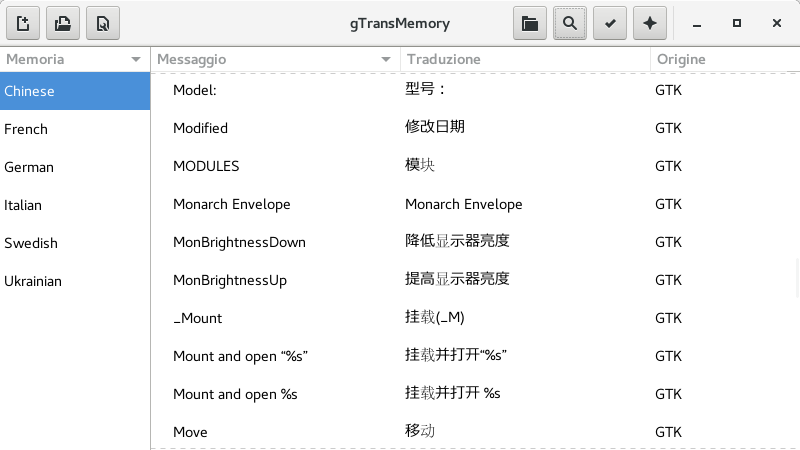 gTransMemory
Memoria Messaggio Traduzione Origine
Chinese Model: 型号： GTK
French Modified 修改日期 GTK
German MODULES 模块 GTK
Italian Monarch Envelope Monarch Envelope GTK
Swedish MonBrightnessDown 降低显示器亮度 GTK
Ukrainian MonBrightnessUp 提高显示器亮度 GTK
_Mount 挂载(_M) GTK
Mount and open “%s” 挂载并打开“%s” GTK
Mount and open %s 挂载并打开 %s GTK
Move 移动 GTK